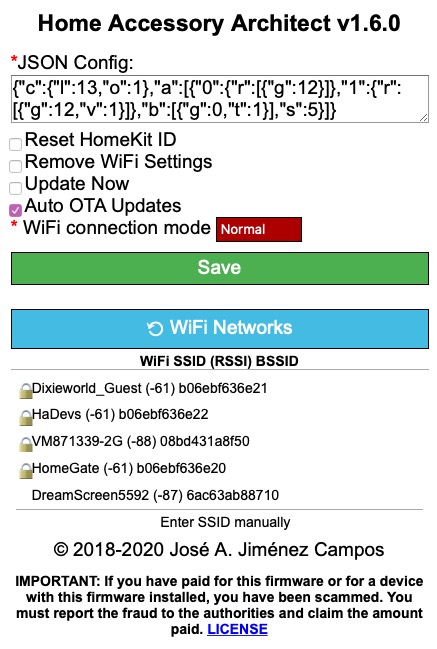 Home Accessory Architect v1.6.0
*JSON Config:
{"c":{"l":13,"o":1},"a":[{"0":{"r":[{"g":12}]},"1":{"r":
[{"g":12,"v":1}]},"b":[{"g":0,"t":1}],"s":5}]}
Reset HomeKit ID
Remove WiFi Settings
Update Now
Auto OTA Updates
* WiFi connection mode Normal
Save
WiFi Networks
WiFi SSID (RSSI) BSSID
Dixieworld_Guest (-61) b06ebf636e21
HaDevs (-61) b06ebf636e22
VM871339-2G (-88) 08bd431a8f50
HomeGate (-61) b06ebf636e20
DreamScreen5592 (-87) 6ac63ab88710
Enter SSID manually
© 2018-2020 José A. Jiménez Campos
IMPORTANT: If you have paid for this firmware or for a device
with this firmware installed, you have been scammed. You
must report the fraud to the authorities and claim the amount
paid. LICENSE